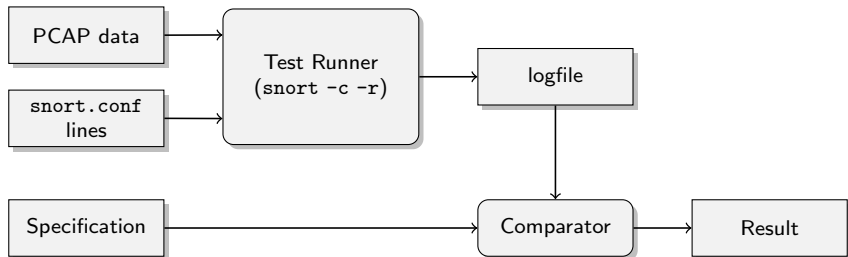 PCAP data
snort.conf
lines
Test Runner
(snort -c -r)
logfile
Specification
Comparator
Result